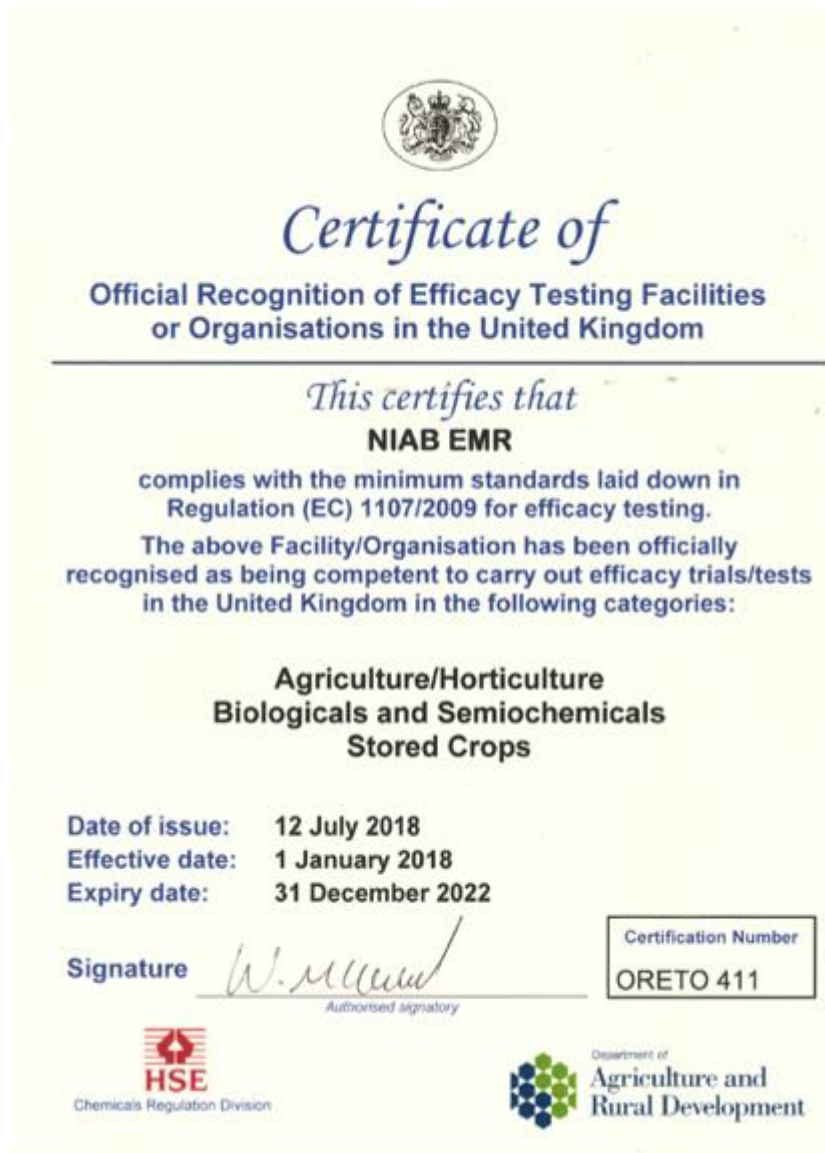 Certificate of
Official Recognition of Efficacy Testing Facilities
or Organisations in the United Kingdom
This certifies that
NIAB EMR
complies with the minimum standards laid down in
Regulation (EC) 1107/2009 for efficacy testing.
The above Facility/Organisation has been officially
recognised as being competent to carry out efficacy trials/tests
in the United Kingdom in the following categories:
Agriculture/Horticulture
Biologicals and Semiochemicals
Stored Crops
Date of issue: 12 July 2018
Effective date: 1 January 2018
Expiry date: 31 December 2022
Signature
Authorised signatory
Certification Number
ORETO 411
HSE
Chemicals Regulation Division
Department of
Agriculture and
Rural Development